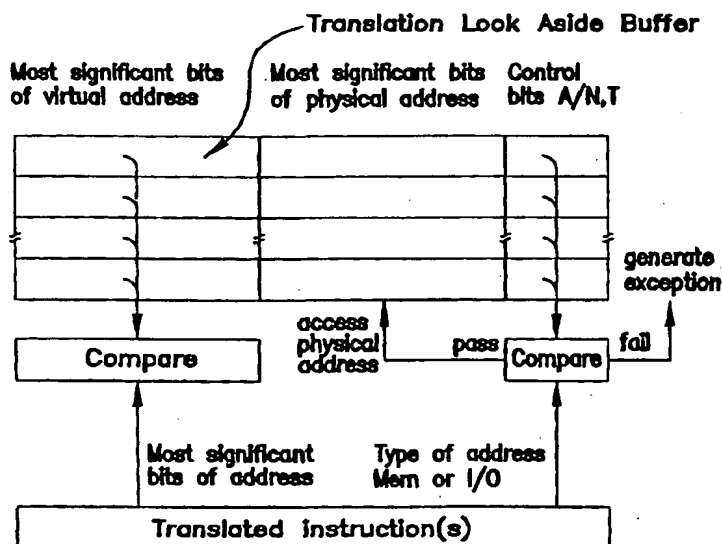 Translation Look Aside Buffer
Most significant bits
of virtual address
Most significant bits
of physical address
Control
bits A/N,T
generate
exception
access
physical
address
pass
fail
Compare
Compare
Most significant
bits of address
Type of address
Mem or I/O
Translated instruction(s)